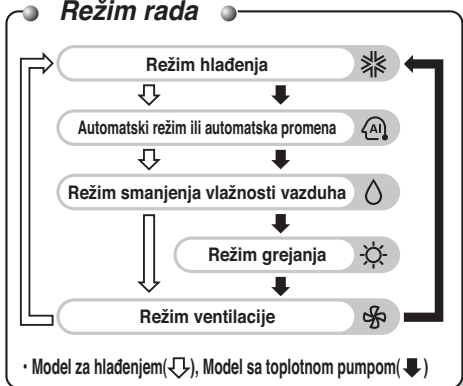 Režim rada
Režim hlađenja
Automatski režim ili automatska promena
AI
Režim smanjenja vlažnosti vazduha
Režim grejanja
Režim ventilacije
· Model za hlađenjem(⇩), Model sa toplotnom pumpom(⬇)